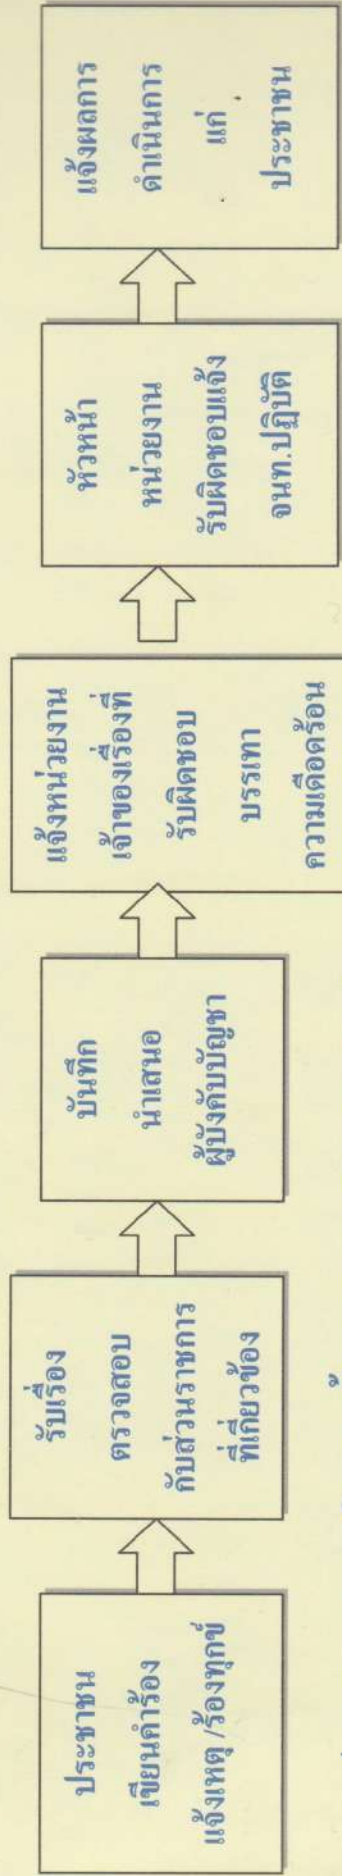 ประชาชน
เขียนคำร้อง
แจ้งเหตุ /ร้องทุกข์
รับเรื่อง
ตรวจสอบ
กับส่วนราชการ
ที่เกี่ยวข้อง
บันทึก
นำเสนอ
ผู้บังคับบัญชา
แจ้งหน่วยงาน
เจ้าของเรื่องที่
รับผิดชอบ
บรรเทา
ความเดือดร้อน
หัวหน้า
หน่วยงาน
รับผิดชอบแจ้ง
จนท.ปฏิบัติ
แจ้งผลการ
ดำเนินการ
แก่
ประชาชน